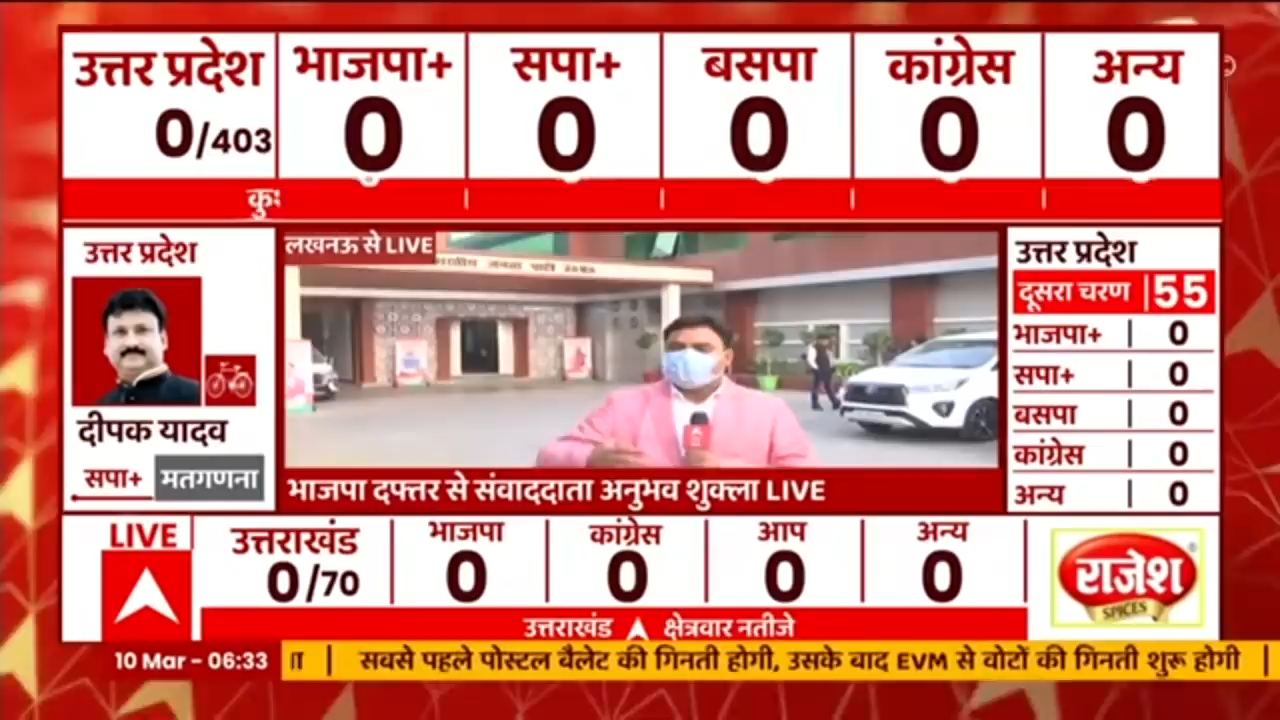 उत्तर प्रदेश
0/403
भाजपा+
0
सपा+
0
बसपा
0
कांग्रेस
0
अन्य
0
उत्तर प्रदेश
दीपक यादव
सपा+ मतगणना
लखनऊ से LIVE
भाजपा दफ्तर से संवाददाता अनुभव शुक्ला LIVE
उत्तर प्रदेश
दूसरा चरण 55
भाजपा+ 0
सपा+ 0
बसपा 0
कांग्रेस 0
अन्य 0
LIVE
उत्तराखंड
0/70
भाजपा
0
कांग्रेस
0
आप
0
अन्य
0
उत्तराखंड क्षेत्रवार नतीजे
राजेश
SPICES
10 Mar - 06:33
सबसे पहले पोस्टल बैलेट की गिनती होगी, उसके बाद EVM से वोटों की गिनती शुरू होगी